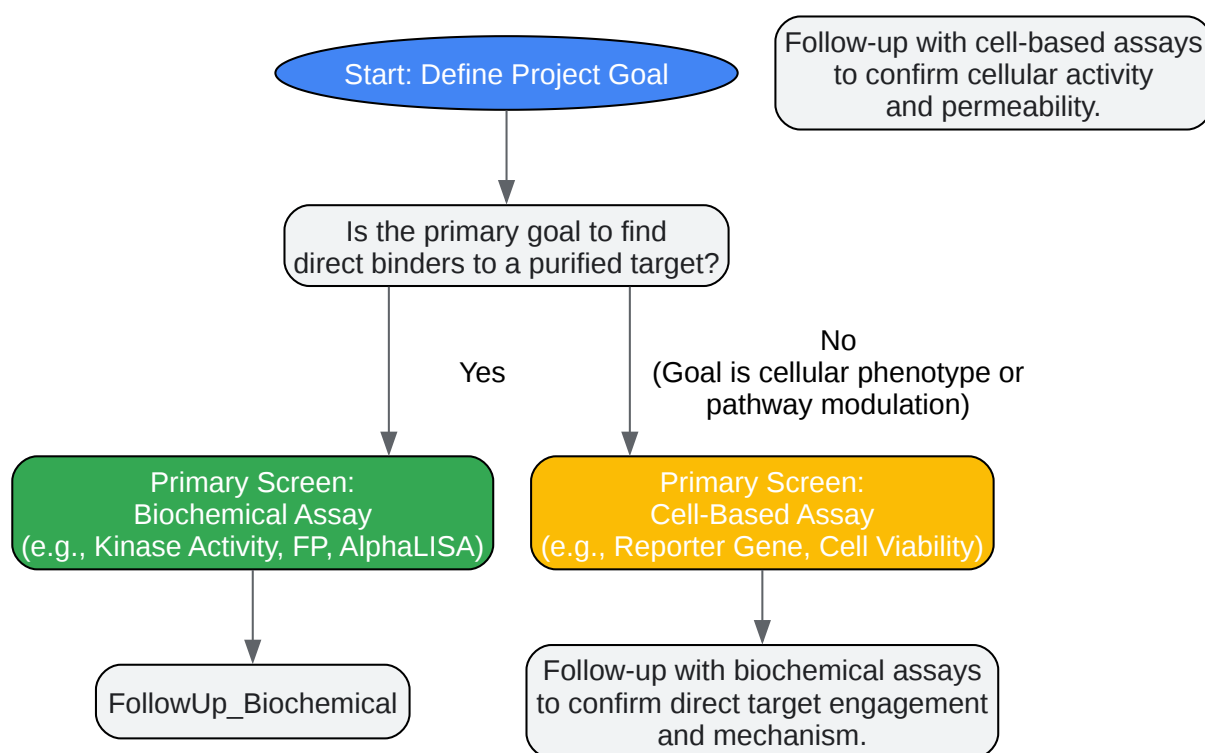 Start: Define Project Goal
Follow-up with cell-based assays
to confirm cellular activity
and permeability.
Is the primary goal to find
direct binders to a purified target?
Yes
No
(Goal is cellular phenotype or
pathway modulation)
Primary Screen:
Biochemical Assay
(e.g., Kinase Activity, FP, AlphaLISA)
Primary Screen:
Cell-Based Assay
(e.g., Reporter Gene, Cell Viability)
FollowUp_Biochemical
Follow-up with biochemical assays
to confirm direct target engagement
and mechanism.